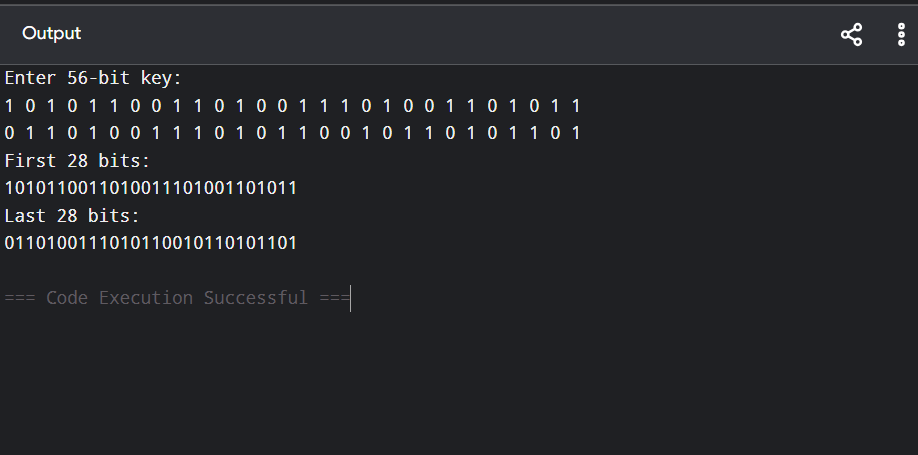 Output
Enter 56-bit key:
1 0 1 0 1 1 0 0 1 1 0 1 0 0 1 1 1 0 1 0 0 1 1 0 1 0 1 1
0 1 1 0 1 0 0 1 1 1 0 1 0 1 1 0 0 1 0 1 1 0 1 0 1 1 0 1
First 28 bits:
1010110011010011101001101011
Last 28 bits:
0110100111010110010110101101
=== Code Execution Successful ===